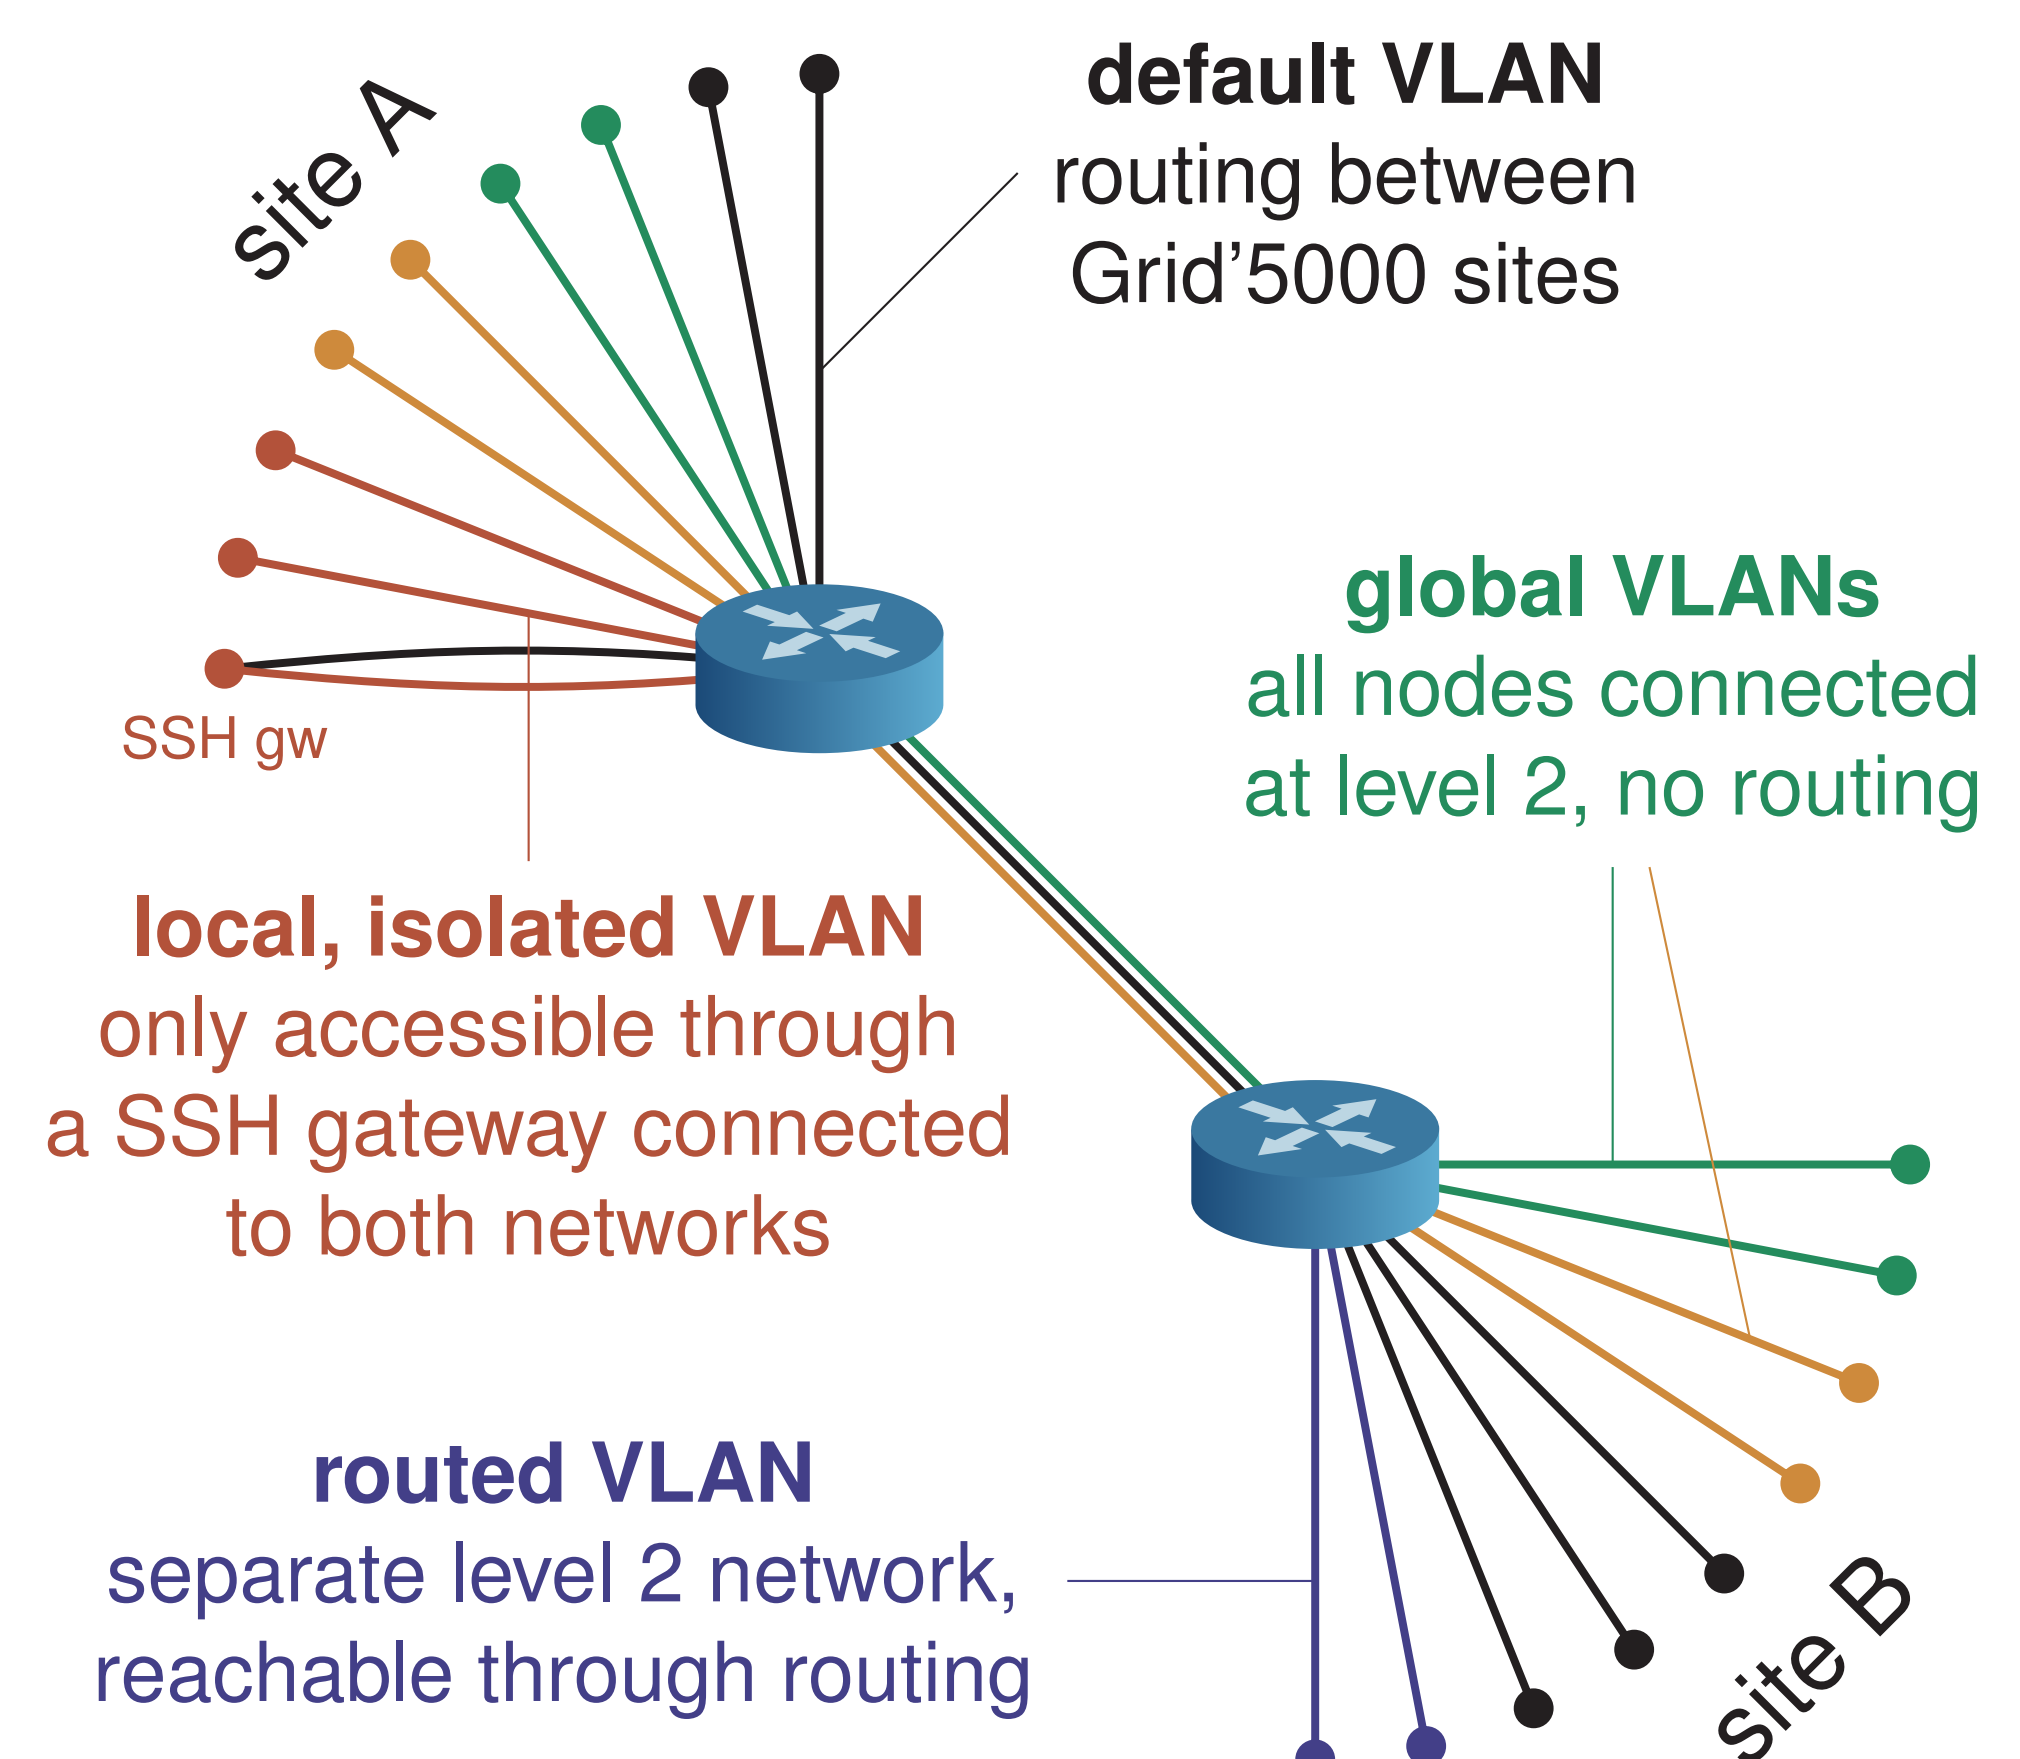 site A
default VLAN
routing between
Grid’5000 sites
global VLANs
all nodes connected
at level 2, no routing
SSH gw
local, isolated VLAN
only accessible through
a SSH gateway connected
to both networks
routed VLAN
separate level 2 network,
reachable through routing
site B